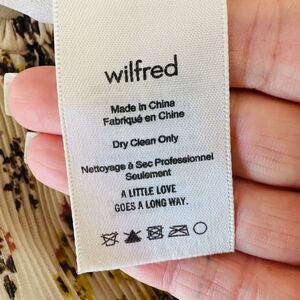 wilfred
Made in China
Fabriqué en Chine
Dry Clean Only
Nettoyage à Sec Professionnel
Seulement
A LITTLE LOVE
GOES A LONG WAY.